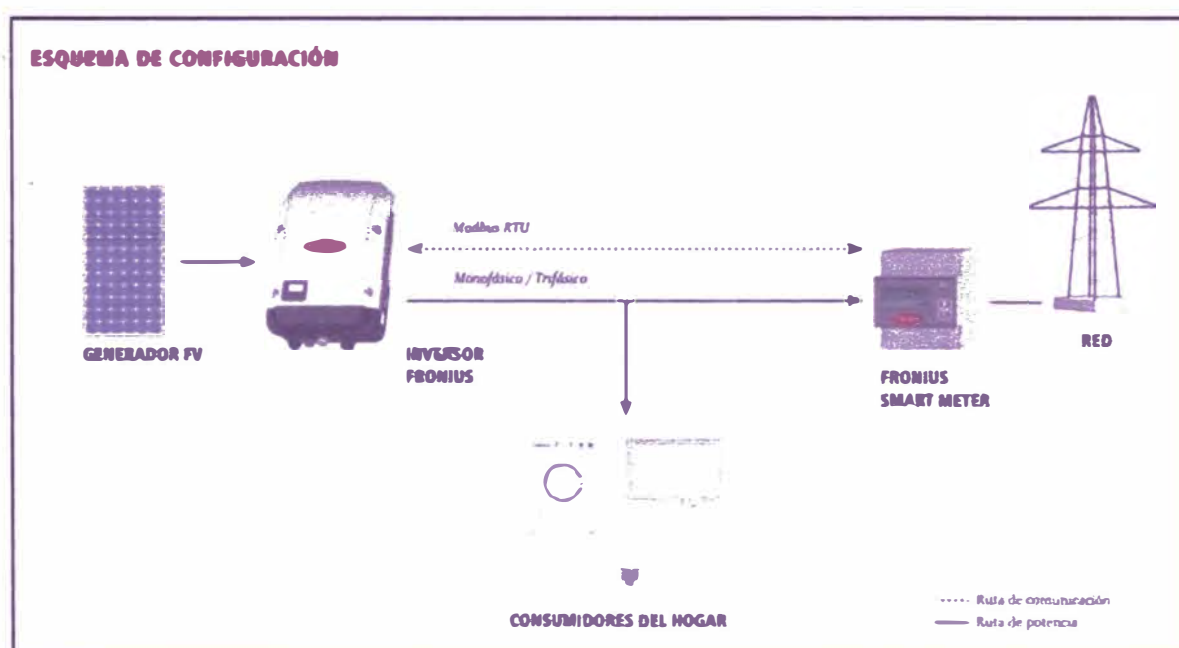 ESQUEMA DE CONFIGURACIÓN
Modbus RTU
Monofásico / Trifásico
GENERADOR FV
INVERSOR
FRONIUS
FRONIUS
SMART METER
RED
CONSUMIDORES DEL HOGAR
Ruta de comunicación
Ruta de potencia